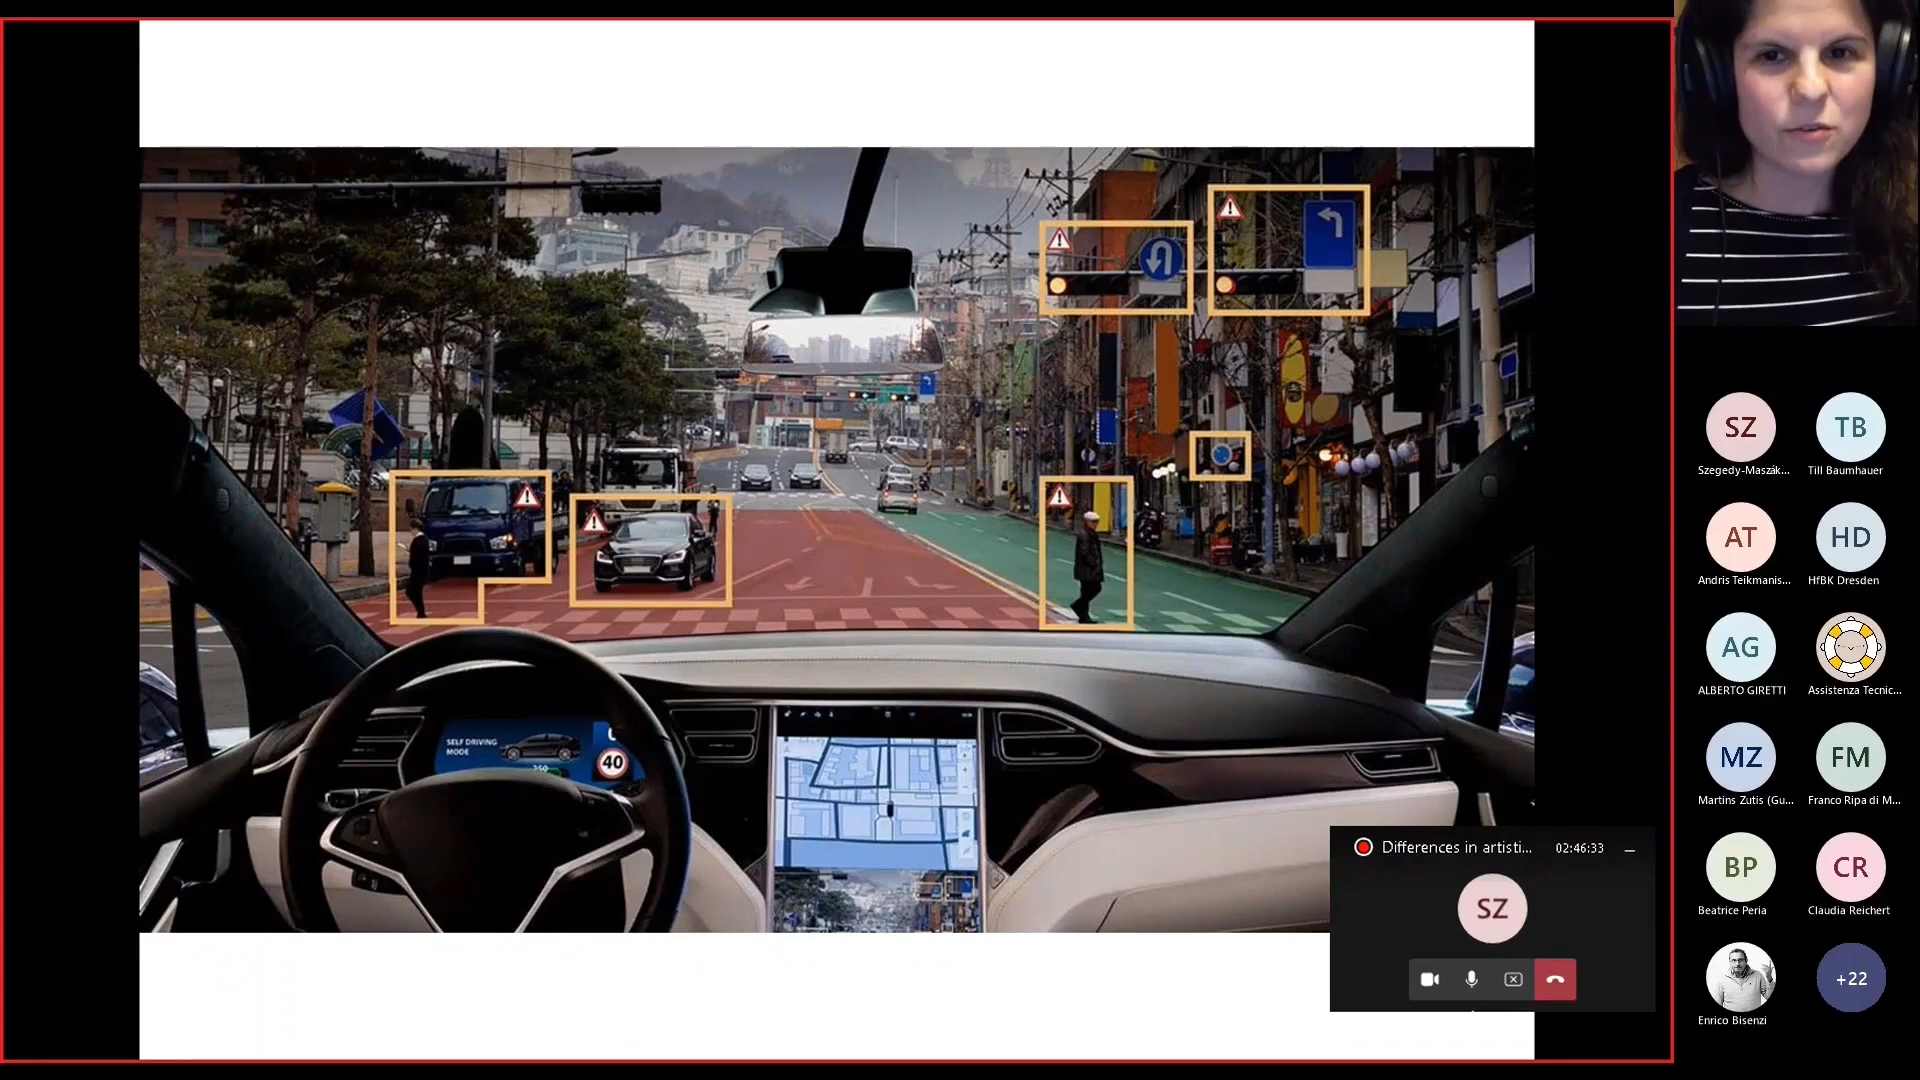 SELF DRIVING
MODE
250
40
Differences in artisti...
02:46:33
SZ
SZ
Szegedy-Maszák...
TB
Till Baumhauer
AT
Andris Teikmanis...
HD
HfBK Dresden
AG
ALBERTO GIRETTI
Assistenza Tecnic...
MZ
Martins Zutis (Gu...
FM
Franco Ripa di M...
BP
Beatrice Peria
CR
Claudia Reichert
Enrico Bisenzi
+22